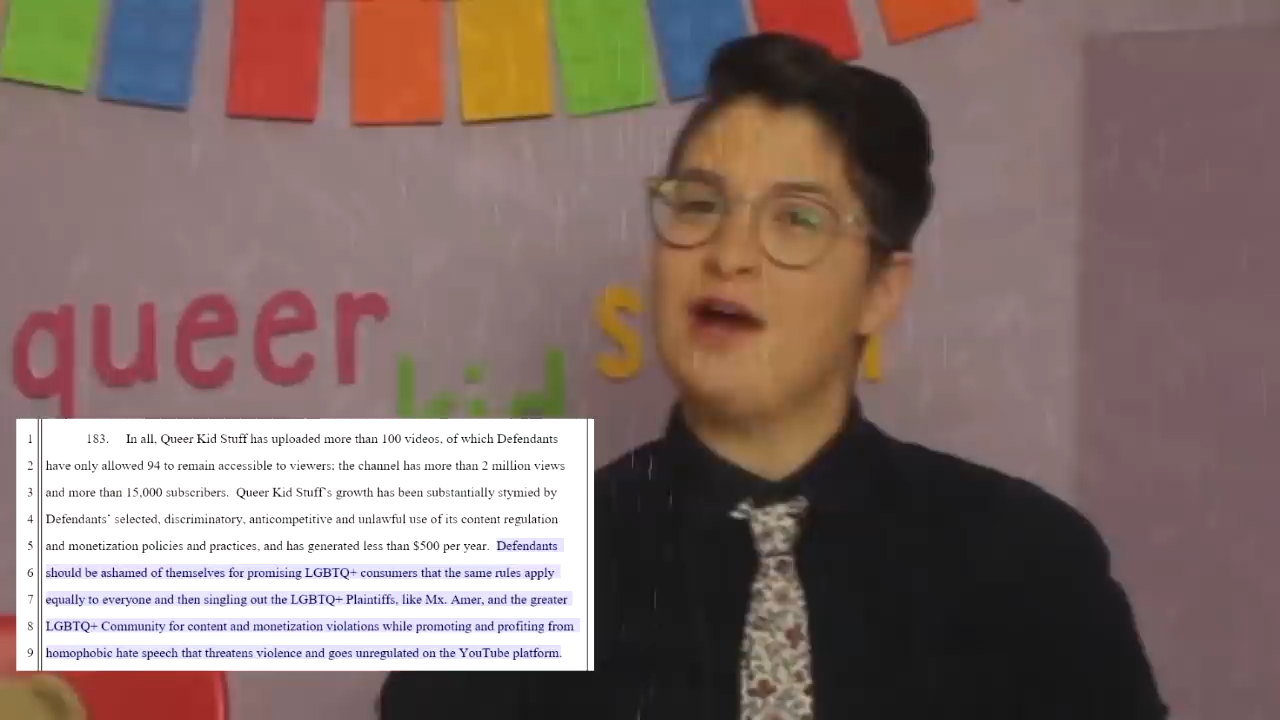 queer
kid
s
183. In all, Queer Kid Stuff has uploaded more than 100 videos, of which Defendants
have only allowed 94 to remain accessible to viewers; the channel has more than 2 million views
and more than 15,000 subscribers. Queer Kid Stuff's growth has been substantially stymied by
Defendants' selected, discriminatory, anticompetitive and unlawful use of its content regulation
and monetization policies and practices, and has generated less than $500 per year. Defendants
should be ashamed of themselves for promising LGBTQ+ consumers that the same rules apply
equally to everyone and then singling out the LGBTQ+ Plaintiffs, like Mx. Amer, and the greater
LGBTQ+ Community for content and monetization violations while promoting and profiting from
homophobic hate speech that threatens violence and goes unregulated on the YouTube platform.
1
2
3
4
5
6
7
8
9